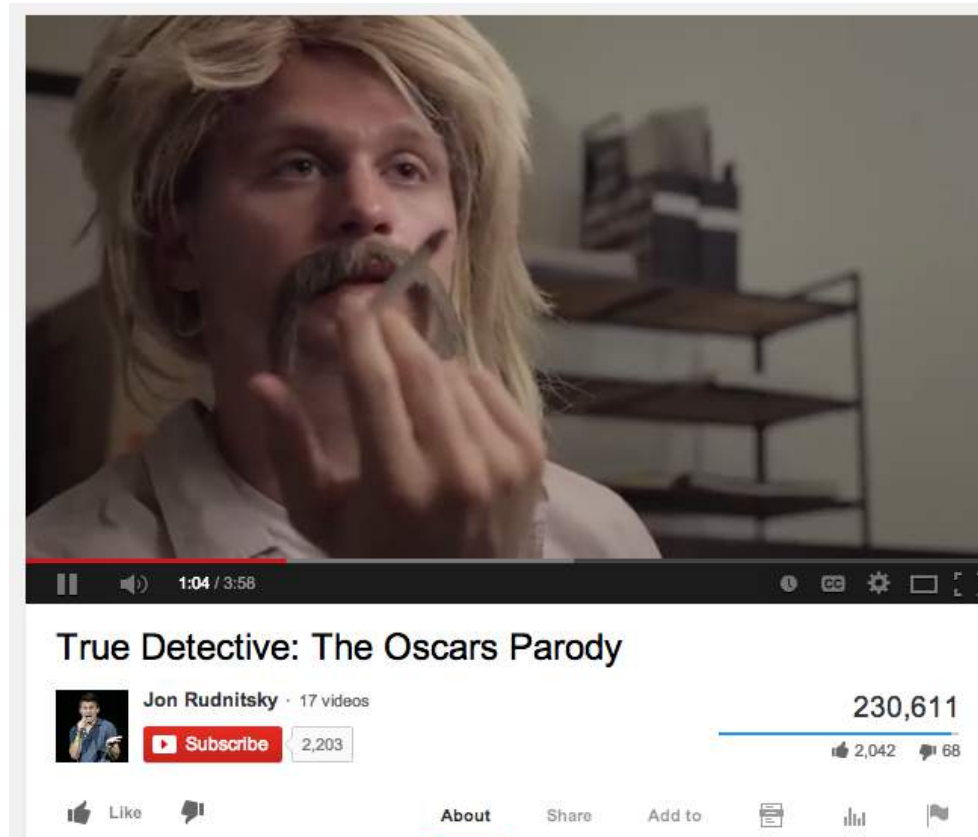 1:04 / 3:58
CC
True Detective: The Oscars Parody
Jon Rudnitsky · 17 videos
230,611
Subscribe 2,203
2,042 68
Like About Share Add to